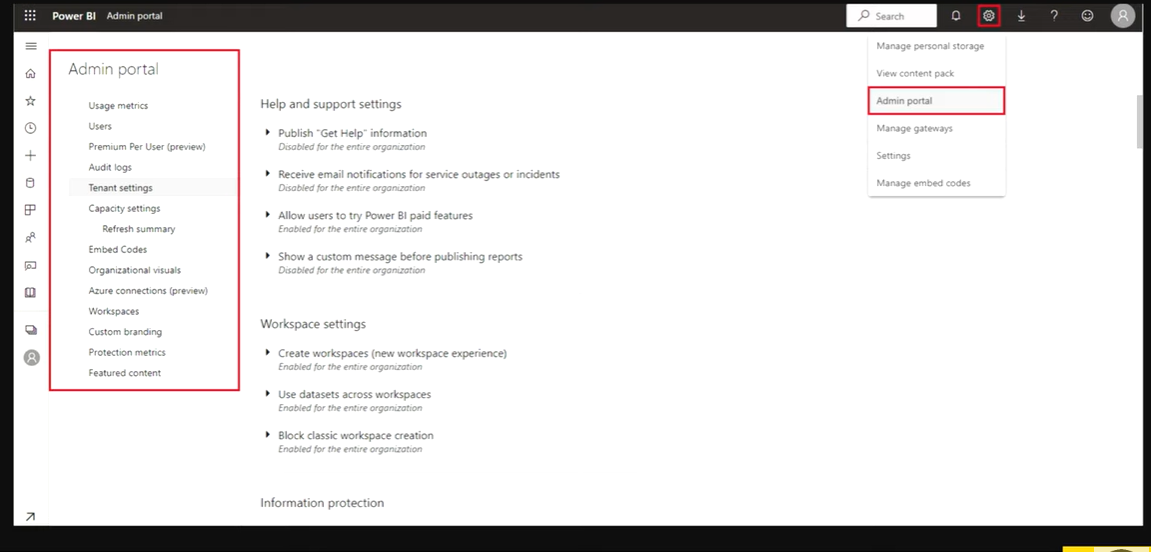 Power BI Admin portal Search
Admin portal
Usage metrics
Users
Premium Per User (preview)
Audit logs
Tenant settings
Capacity settings
Refresh summary
Embed Codes
Organizational visuals
Azure connections (preview)
Workspaces
Custom branding
Protection metrics
Featured content
Help and support settings
Publish "Get Help" information
Disabled for the entire organization
Receive email notifications for service outages or incidents
Disabled for the entire organization
Allow users to try Power BI paid features
Enabled for the entire organization
Show a custom message before publishing reports
Disabled for the entire organization
Workspace settings
Create workspaces (new workspace experience)
Enabled for the entire organization
Use datasets across workspaces
Enabled for the entire organization
Block classic workspace creation
Enabled for the entire organization
Information protection
Manage personal storage
View content pack
Admin portal
Manage gateways
Settings
Manage embed codes